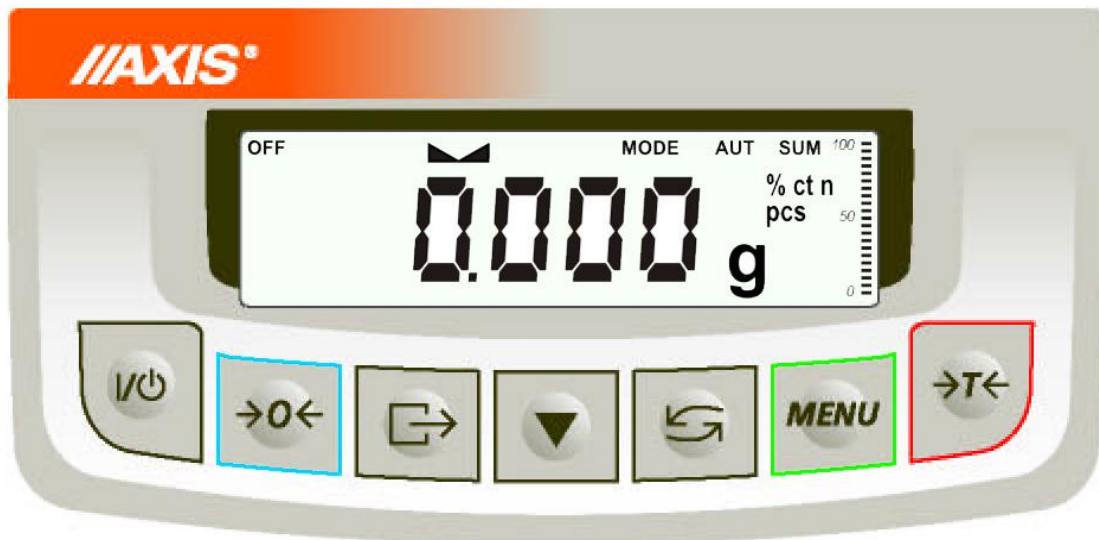 //AXIS®
OFF MODE AUT SUM 100
% ct n
pcs 50
0.000 g
0
I/⏻ →0← MENU →T←